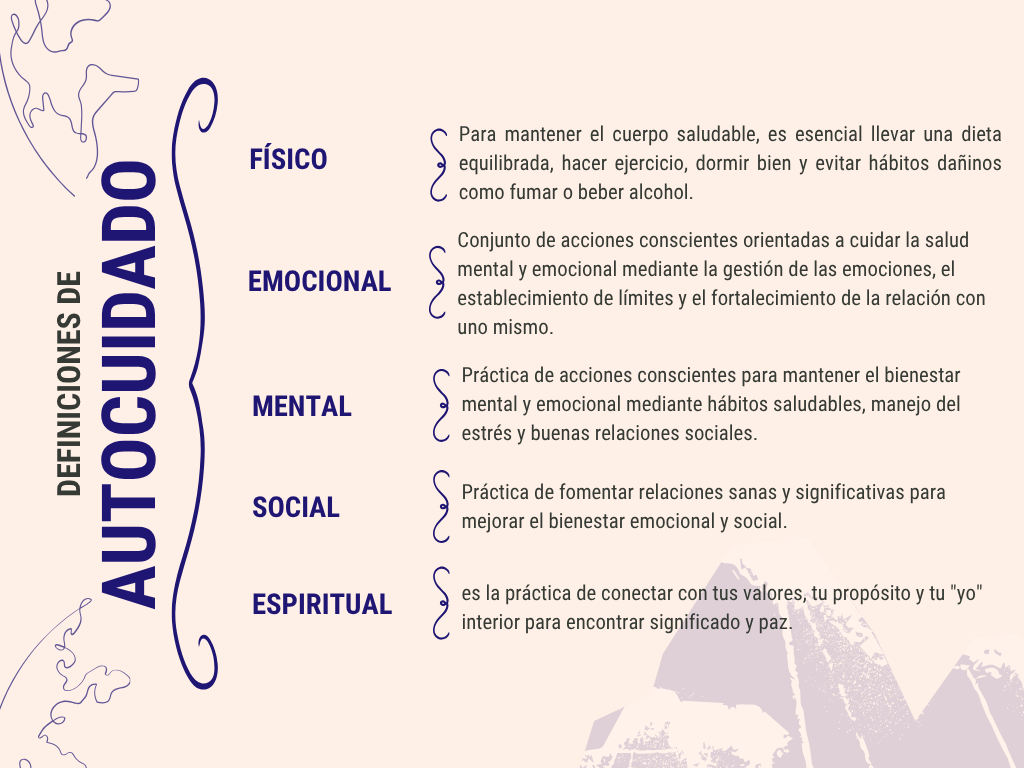 DEFINICIONES DE
AUTOCUIDADO
FÍSICO
Para mantener el cuerpo saludable, es esencial llevar una dieta
equilibrada, hacer ejercicio, dormir bien y evitar hábitos dañinos
como fumar o beber alcohol.
EMOCIONAL
Conjunto de acciones conscientes orientadas a cuidar la salud
mental y emocional mediante la gestión de las emociones, el
establecimiento de límites y el fortalecimiento de la relación con
uno mismo.
MENTAL
Práctica de acciones conscientes para mantener el bienestar
mental y emocional mediante hábitos saludables, manejo del
estrés y buenas relaciones sociales.
SOCIAL
Práctica de fomentar relaciones sanas y significativas para
mejorar el bienestar emocional y social.
ESPIRITUAL
es la práctica de conectar con tus valores, tu propósito y tu "yo"
interior para encontrar significado y paz.